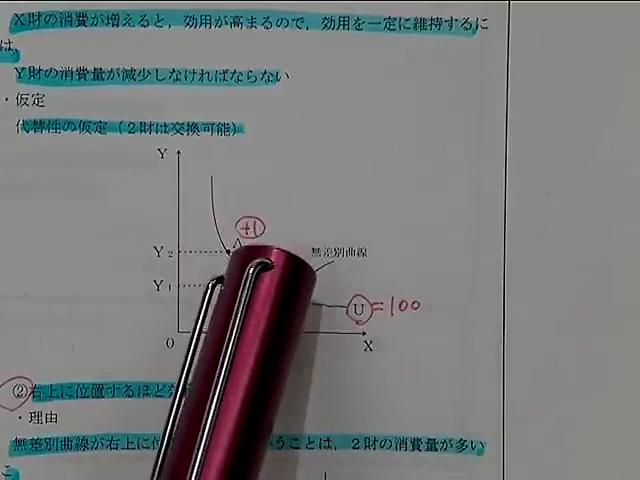 X財の消費が増えると，効用が高まるので，効用を一定に維持するに
は，
Y財の消費量が減少しなければならない
・仮定
代替性の仮定（２財は交換可能）
Y
+1
A
Y₂
無差別曲線
Y₁
U=100
0
X
②右上に位置するほど
・理由
無差別曲線が右上に
うことは，２財の消費量が多い